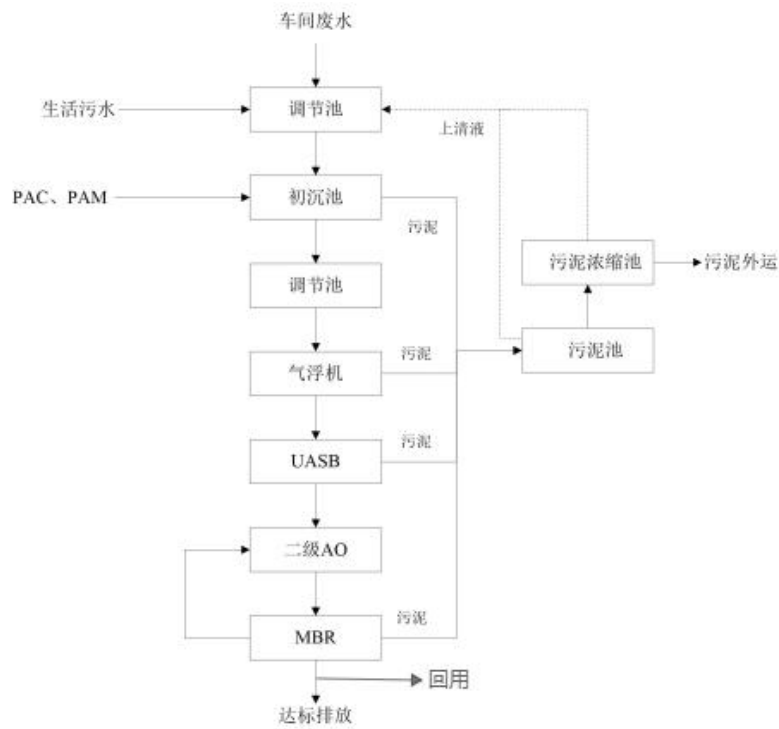 车间废水
生活污水
调节池
上清液
PAC、PAM
初沉池
污泥
污泥浓缩池
污泥外运
调节池
污泥池
气浮机
污泥
UASB
污泥
二级AO
MBR
污泥
回用
达标排放